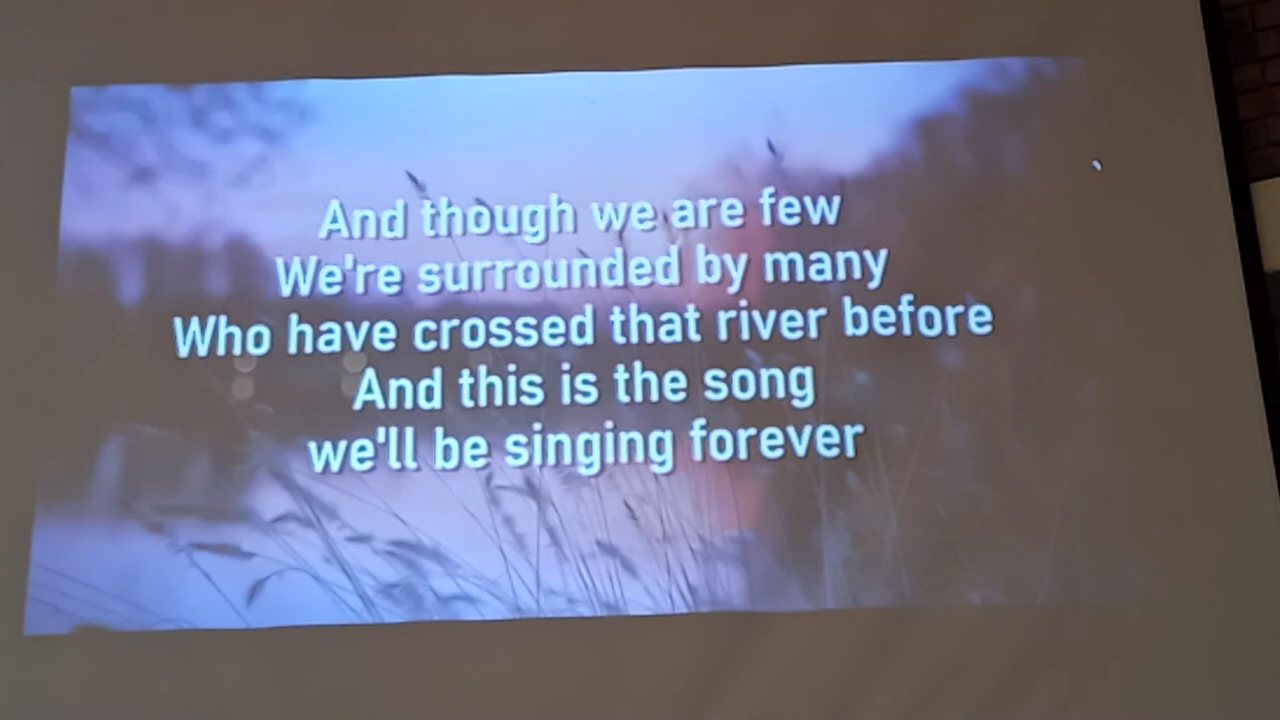 And though we are few
We're surrounded by many
Who have crossed that river before
And this is the song
we'll be singing forever